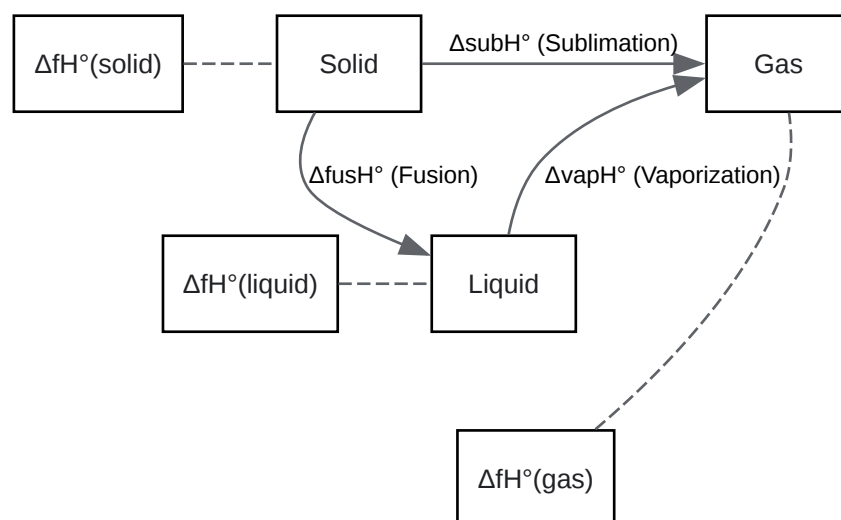 ΔsubH° (Sublimation)
ΔfH°(solid)
Solid
Gas
ΔfusH° (Fusion)
ΔvapH° (Vaporization)
ΔfH°(liquid)
Liquid
ΔfH°(gas)